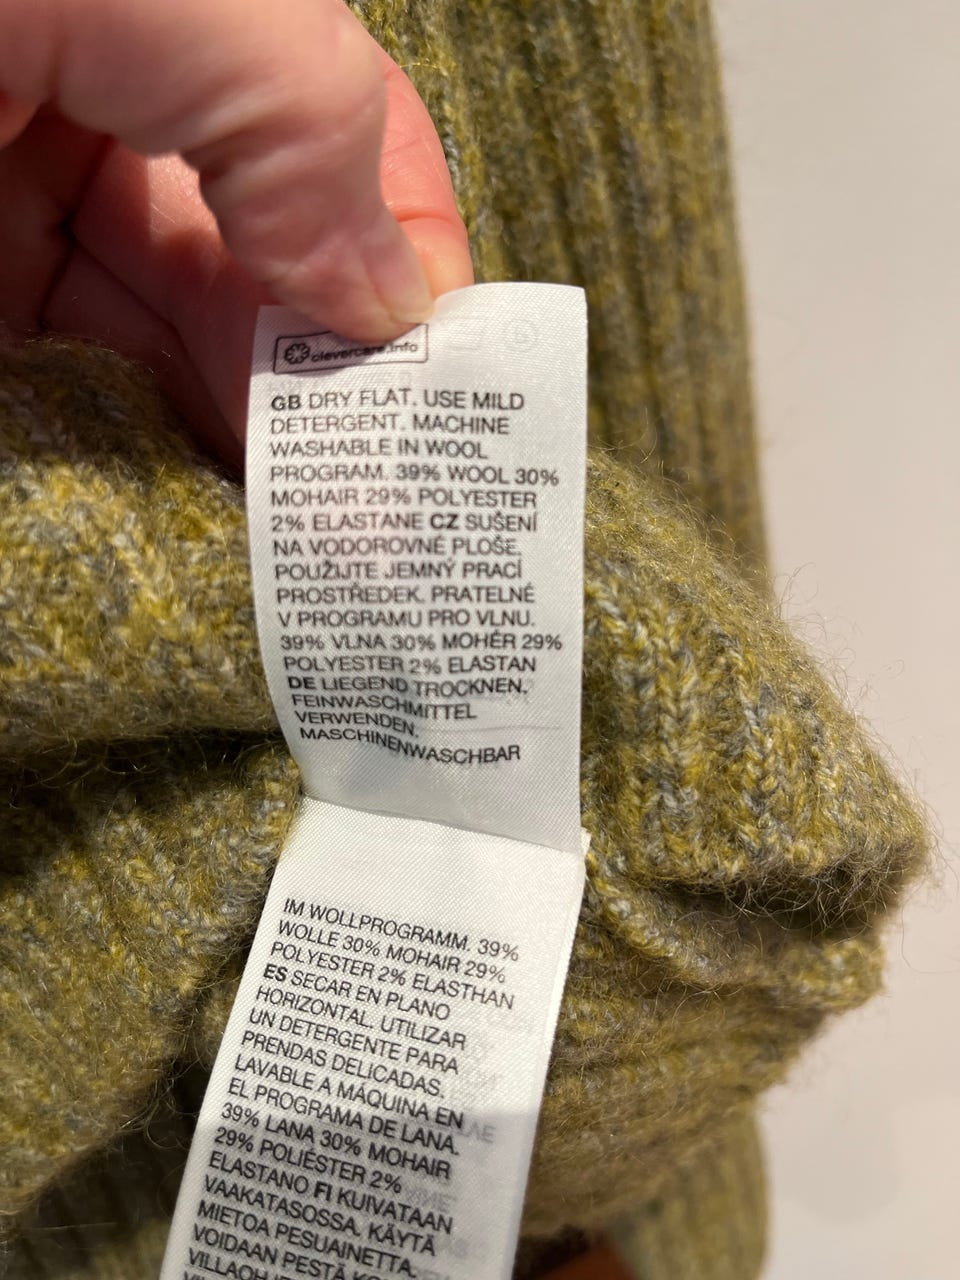 clevercare.info
GB DRY FLAT. USE MILD
DETERGENT. MACHINE
WASHABLE IN WOOL
PROGRAM. 39% WOOL 30%
MOHAIR 29% POLYESTER
2% ELASTANE CZ SUŠENÍ
NA VODOROVNÉ PLOŠE.
POUŽIJTE JEMNÝ PRACÍ
PROSTŘEDEK. PRATELNÉ
V PROGRAMU PRO VLNU.
39% VLNA 30% MOHÉR 29%
POLYESTER 2% ELASTAN
DE LIEGEND TROCKNEN.
FEINWASCHMITTEL
VERWENDEN.
MASCHINENWASCHBAR
IM WOLLPROGRAMM. 39%
WOLLE 30% MOHAIR 29%
POLYESTER 2% ELASTHAN
ES SECAR EN PLANO
HORIZONTAL. UTILIZAR
UN DETERGENTE PARA
PRENDAS DELICADAS.
LAVABLE A MÁQUINA EN
EL PROGRAMA DE LANA.
39% LANA 30% MOHAIR
29% POLIÉSTER 2%
ELASTANO FI KUIVATAAN
VAAKATASOSSA. KÄYTÄ
MIETOA PESUAINETTA.
VOIDAAN PESTÄ